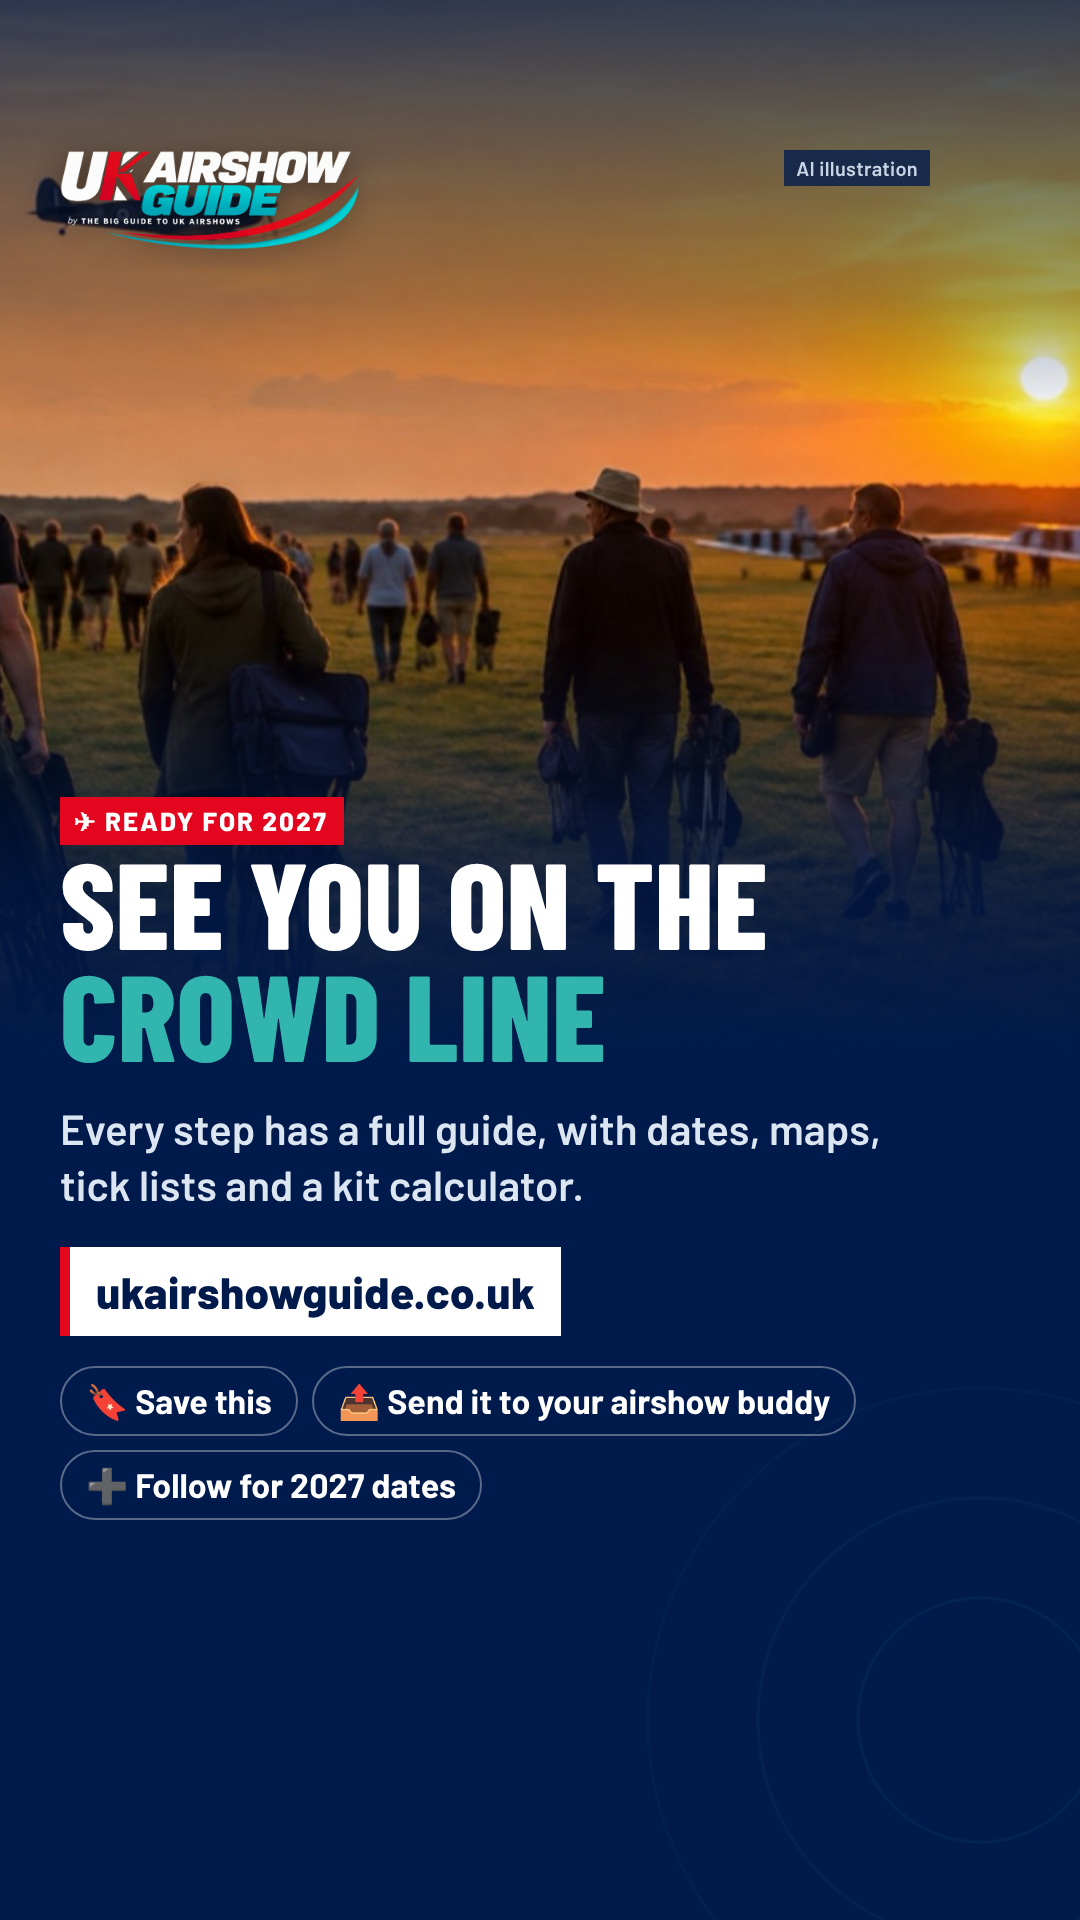 UK AIRSHOW
GUIDE
by THE BIG GUIDE TO UK AIRSHOWS
AI illustration
✈ READY FOR 2027
SEE YOU ON THE
CROWD LINE
Every step has a full guide, with dates, maps,
tick lists and a kit calculator.
ukairshowguide.co.uk
🔖 Save this
📤 Send it to your airshow buddy
➕ Follow for 2027 dates